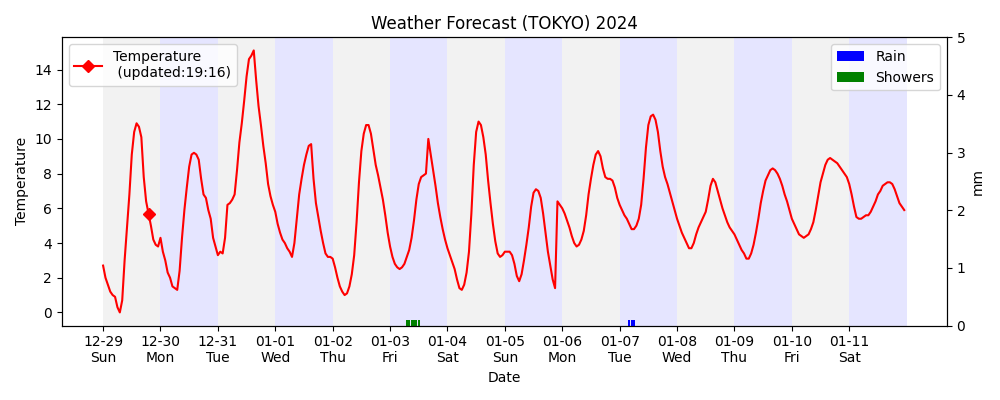 Weather Forecast (TOKYO) 2024
Temperature
(updated:19:16)
Rain
Showers
14
12
10
8
6
4
2
0
Temperature
5
4
3
2
1
0
mm
12-29 12-30 12-31 01-01 01-02 01-03 01-04 01-05 01-06 01-07 01-08 01-09 01-10 01-11
Sun Mon Tue Wed Thu Fri Sat Sun Mon Tue Wed Thu Fri Sat
Date